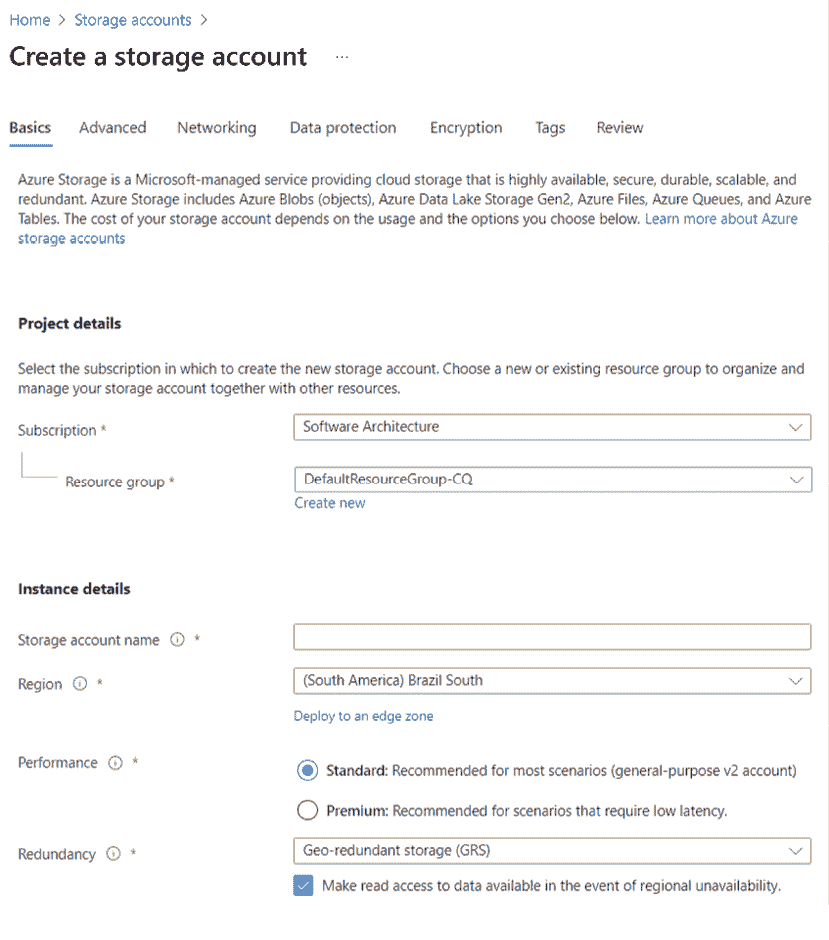 Home > Storage accounts >
Create a storage account ...
Basics Advanced Networking Data protection Encryption Tags Review
Azure Storage is a Microsoft-managed service providing cloud storage that is highly available, secure, durable, scalable, and
redundant. Azure Storage includes Azure Blobs (objects), Azure Data Lake Storage Gen2, Azure Files, Azure Queues, and Azure
Tables. The cost of your storage account depends on the usage and the options you choose below. Learn more about Azure
storage accounts
Project details
Select the subscription in which to create the new storage account. Choose a new or existing resource group to organize and
manage your storage account together with other resources.
Subscription * Software Architecture
Resource group * DefaultResourceGroup-CQ
Create new
Instance details
Storage account name *
Region * (South America) Brazil South
Deploy to an edge zone
Performance * Standard: Recommended for most scenarios (general-purpose v2 account)
Premium: Recommended for scenarios that require low latency.
Redundancy * Geo-redundant storage (GRS)
Make read access to data available in the event of regional unavailability.